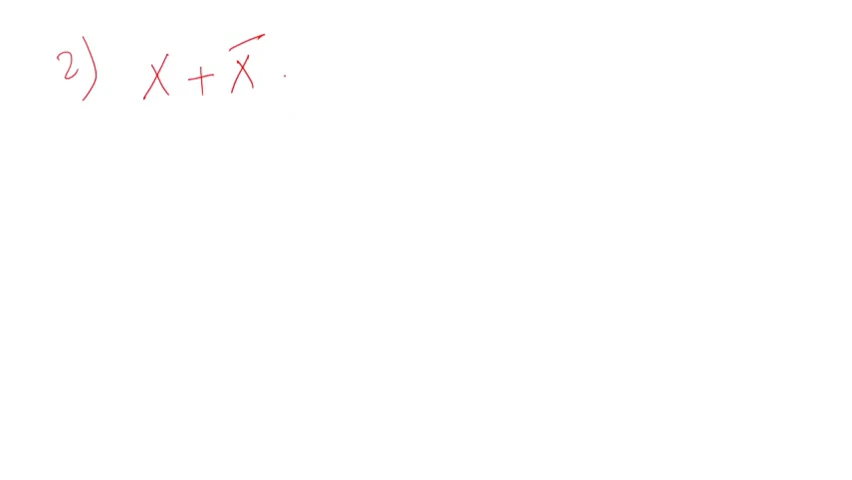 2) X + X̅ .